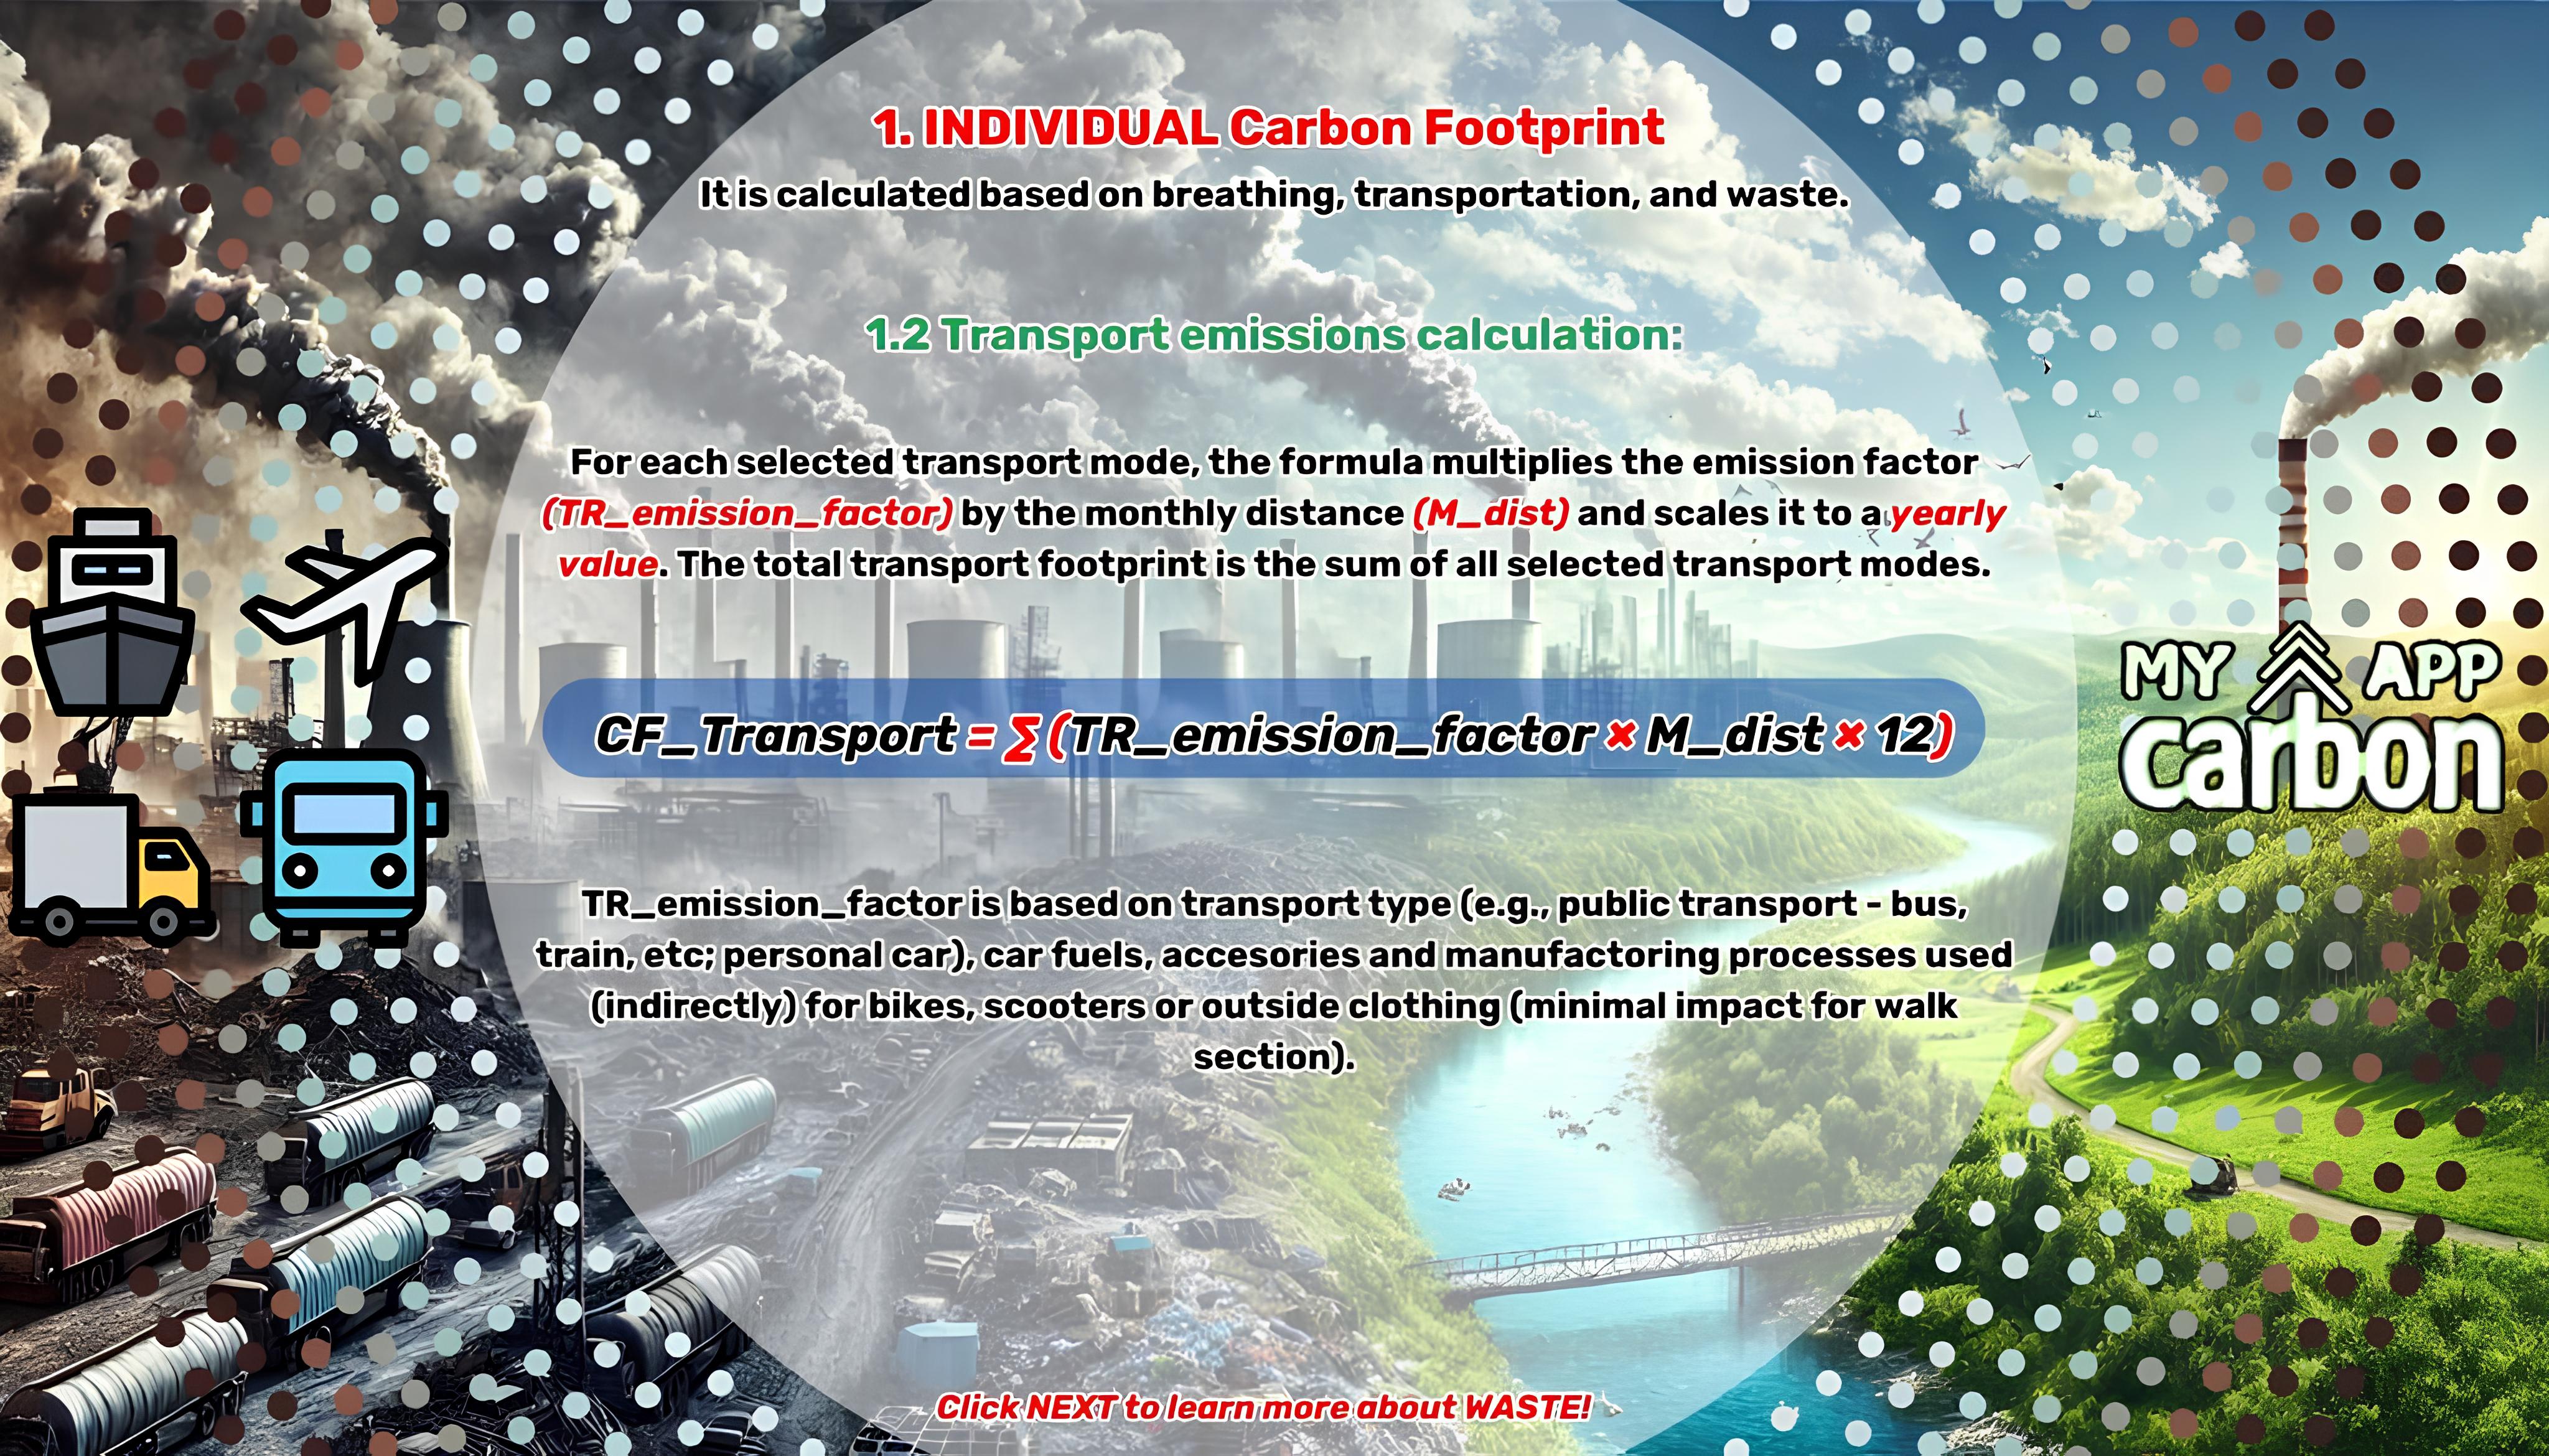 1. INDIVIDUAL Carbon Footprint
It is calculated based on breathing, transportation, and waste.
1.2 Transport emissions calculation:
For each selected transport mode, the formula multiplies the emission factor
(TR_emission_factor) by the monthly distance (M_dist) and scales it to a yearly
value. The total transport footprint is the sum of all selected transport modes.
CF_Transport = ∑ (TR_emission_factor × M_dist × 12)
MY APP
carbon
TR_emission_factor is based on transport type (e.g., public transport - bus,
train, etc; personal car), car fuels, accesories and manufactoring processes used
(indirectly) for bikes, scooters or outside clothing (minimal impact for walk
section).
Click NEXT to learn more about WASTE!